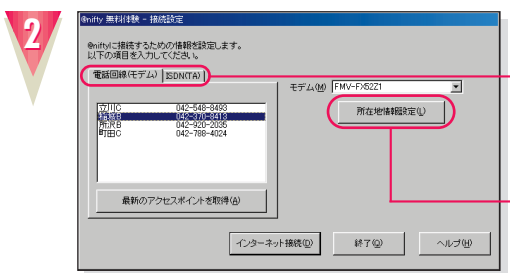 2
@nifty 無料体験 - 接続設定
@niftyに接続するための情報を設定します。
以下の項目を入力してください。
電話回線(モデム) ISDN(TA)
モデム(M) FMV-FX52Z1
所在地情報設定(L)
立川C 042-548-8493
稲城B 042-370-8413
所沢B 042-920-2035
町田C 042-788-4024
最新のアクセスポイントを取得(A)
インターネット接続(D) 終了(Q) ヘルプ(H)